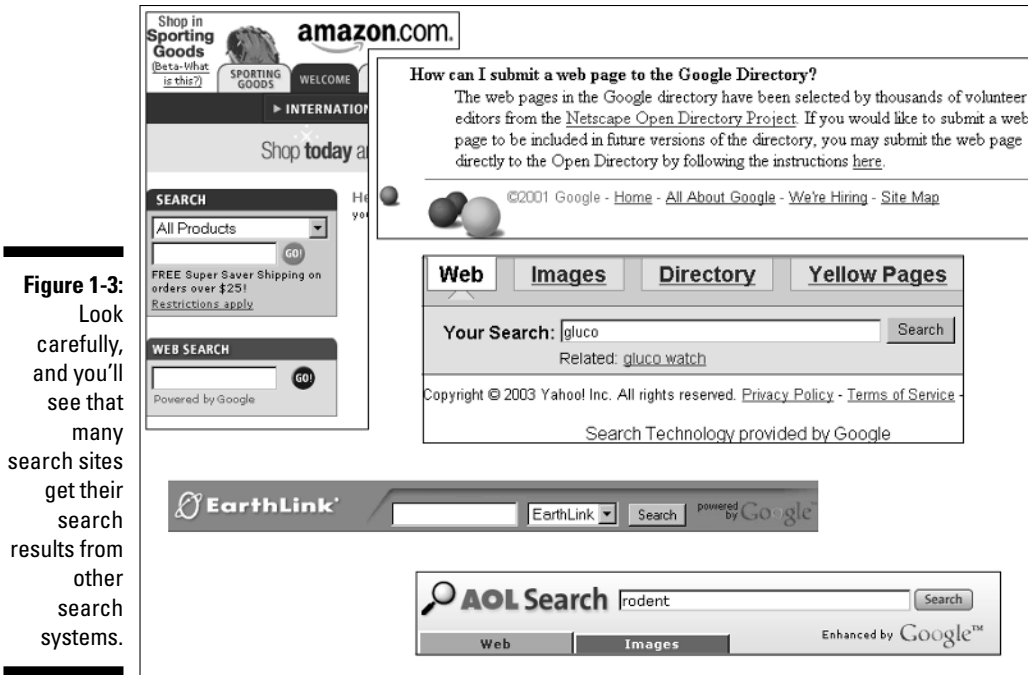 Shop in
Sporting
Goods
(Beta-What
is this?)
amazon.com.
SPORTING
GOODS
WELCOME
INTERNATIO
Shop today a
SEARCH
All Products
GO!
FREE Super Saver Shipping on
orders over $25!
Restrictions apply
WEB SEARCH
GO!
Powered by Google
He
you
How can I submit a web page to the Google Directory?
The web pages in the Google directory have been selected by thousands of volunteer
editors from the Netscape Open Directory Project. If you would like to submit a web
page to be included in future versions of the directory, you may submit the web page
directly to the Open Directory by following the instructions here.
©2001 Google - Home - All About Google - We're Hiring - Site Map
Web Images Directory Yellow Pages
Your Search: gluco Search
Related: gluco watch
Copyright © 2003 Yahoo! Inc. All rights reserved. Privacy Policy - Terms of Service -
Search Technology provided by Google
EarthLink EarthLink Search powered by Google
AOL Search rodent Search
Web Images Enhanced by Google™
Figure 1-3:
Look
carefully,
and you'll
see that
many
search sites
get their
search
results from
other
search
systems.